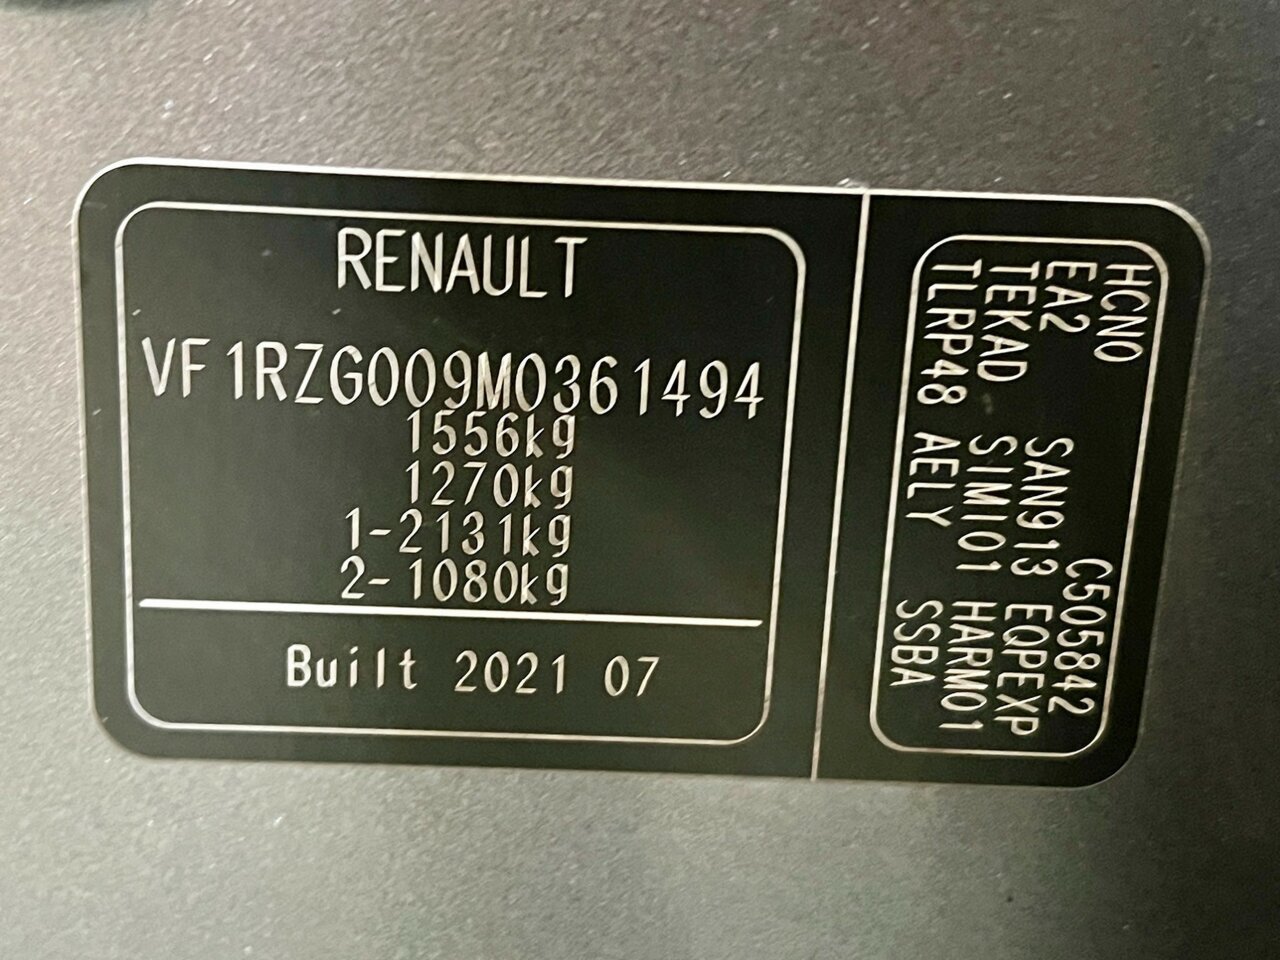 RENAULT
VF1RZG009M0361494
1556kg
1270kg
1-2131kg
2-1080kg
Built 2021 07
HCNO C505842
EA2 SAN913 EQPEXP
TEKAD SIMI01 HARM01
TLRP48 AELY SSBA